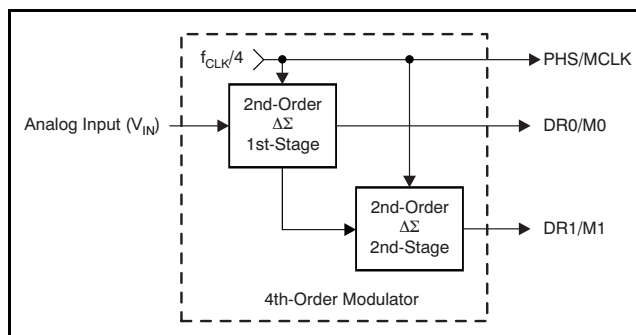 f_CLK/4
PHS/MCLK
2nd-Order
ΔΣ
1st-Stage
Analog Input (V_IN)
DR0/M0
2nd-Order
ΔΣ
2nd-Stage
DR1/M1
4th-Order Modulator